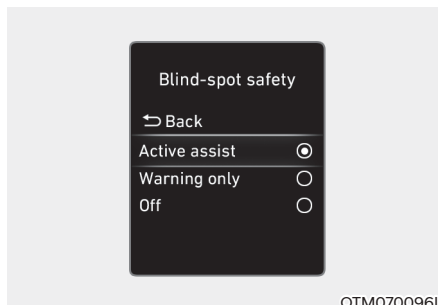 Blind-spot safety
Back
Active assist
Warning only
Off
OTM070096L